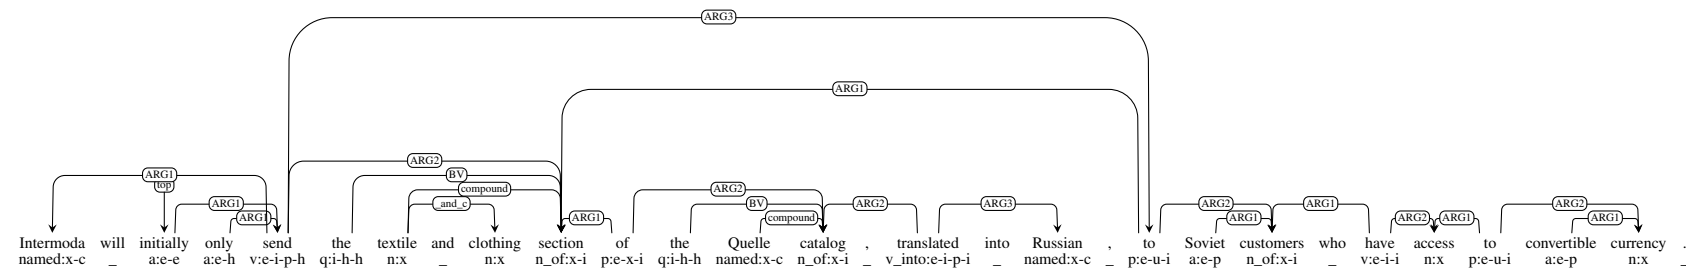 ARG3
ARG1
ARG2
ARG1 BV ARG2
top compound
ARG1 _and_c BV ARG2 ARG3 ARG2 ARG1 ARG2
ARG1 ARG1 compound ARG1 ARG2 ARG1 ARG1
Intermoda will initially only send the textile and clothing section of the Quelle catalog , translated into Russian , to Soviet customers who have access to convertible currency .
named:x-c _ a:e-e a:e-h v:e-i-p-h q:i-h-h n:x _ n:x n_of:x-i p:e-x-i q:i-h-h named:x-c n_of:x-i _ v_into:e-i-p-i _ named:x-c _ p:e-u-i a:e-p n_of:x-i _ v:e-i-i n:x p:e-u-i a:e-p n:x _